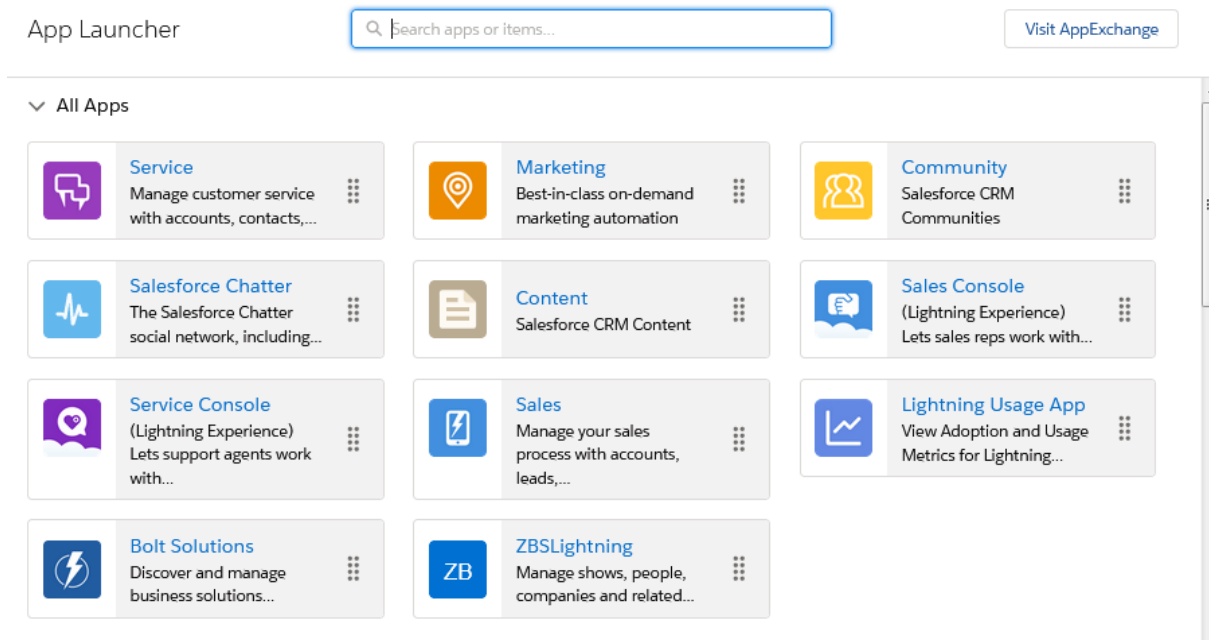 App Launcher
Search apps or items...
Visit AppExchange
All Apps
Service
Manage customer service
with accounts, contacts,...
Marketing
Best-in-class on-demand
marketing automation
Community
Salesforce CRM
Communities
Salesforce Chatter
The Salesforce Chatter
social network, including...
Content
Salesforce CRM Content
Sales Console
(Lightning Experience)
Lets sales reps work with...
Service Console
(Lightning Experience)
Lets support agents work
with...
Sales
Manage your sales
process with accounts,
leads,...
Lightning Usage App
View Adoption and Usage
Metrics for Lightning...
Bolt Solutions
Discover and manage
business solutions...
ZB
ZBSLightning
Manage shows, people,
companies and related...